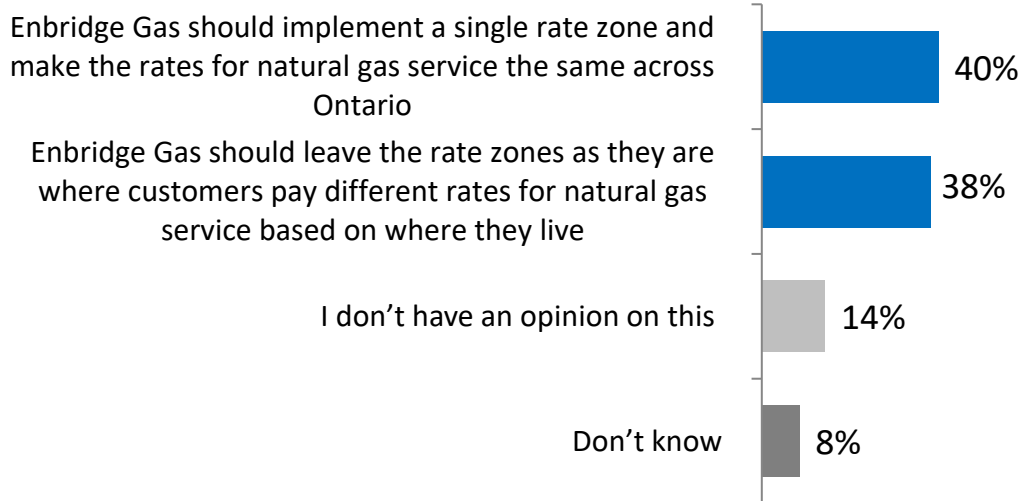 Enbridge Gas should implement a single rate zone and
make the rates for natural gas service the same across
Ontario
40%
Enbridge Gas should leave the rate zones as they are
where customers pay different rates for natural gas
service based on where they live
38%
I don’t have an opinion on this
14%
Don’t know
8%